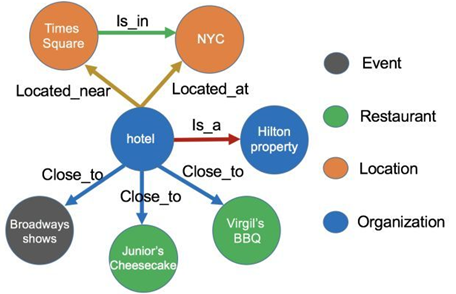 Times
Square
Is_in
NYC
Located_near
Located_at
hotel
Is_a
Hilton
property
Close_to
Close_to
Close_to
Broadways
shows
Junior's
Cheesecake
Virgil's
BBQ
Event
Restaurant
Location
Organization